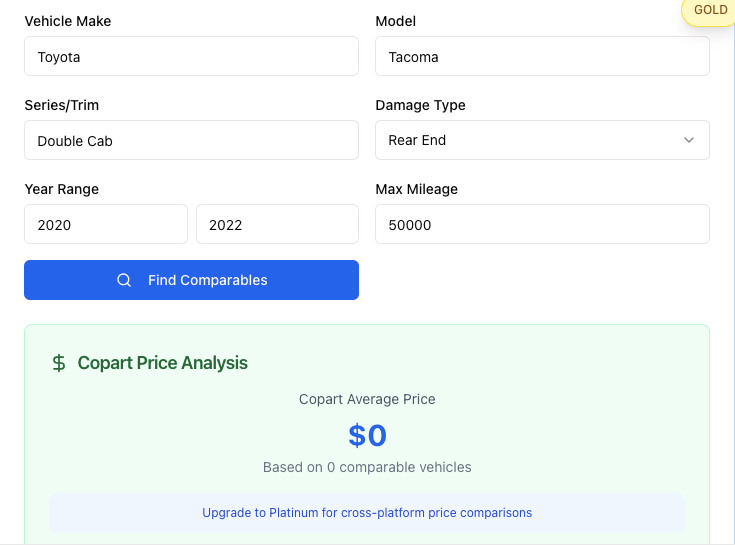 GOLD
Vehicle Make
Model
Toyota
Tacoma
Series/Trim
Damage Type
Double Cab
Rear End
Year Range
Max Mileage
2020
2022
50000
Find Comparables
Copart Price Analysis
Copart Average Price
$0
Based on 0 comparable vehicles
Upgrade to Platinum for cross-platform price comparisons